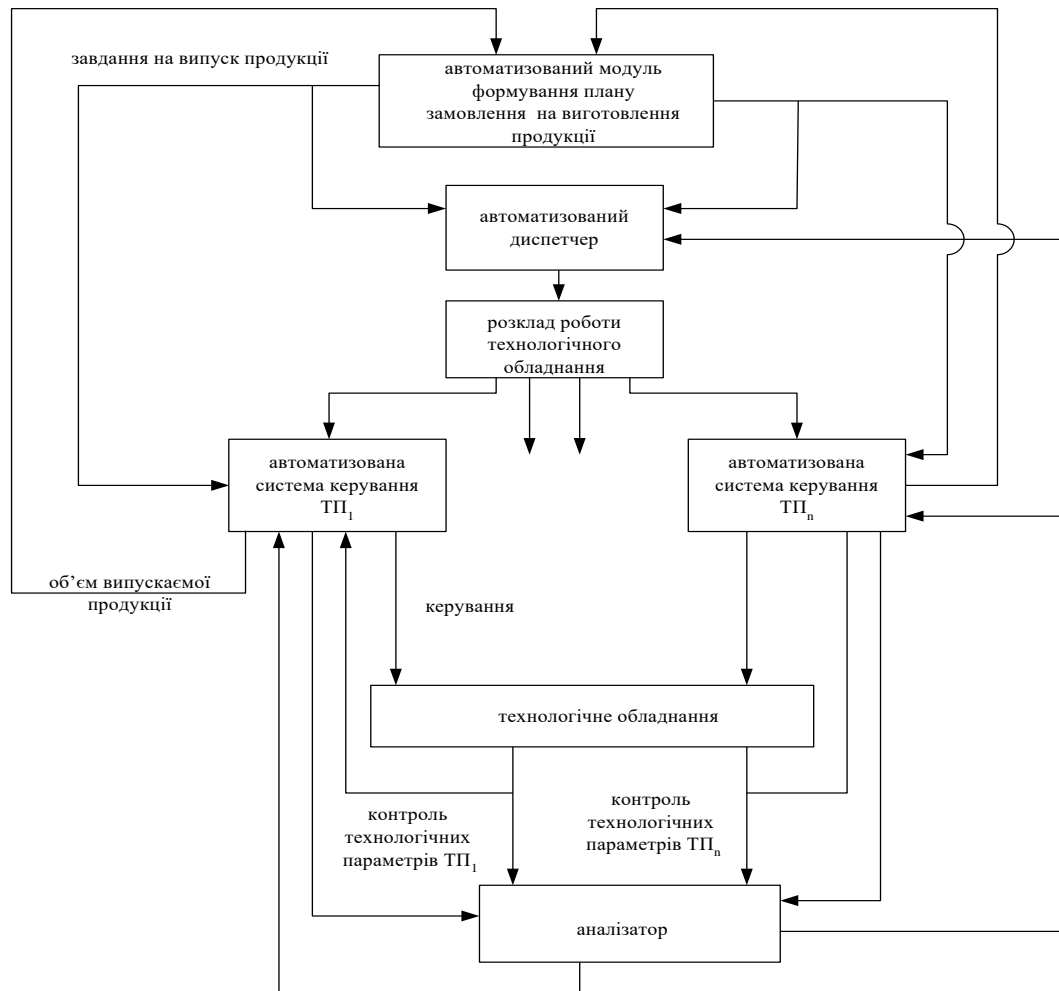 завдання на випуск продукції
автоматизований модуль
формування плану
замовлення на виготовлення
продукції
автоматизований
диспетчер
розклад роботи
технологічного
обладнання
автоматизована
система керування
ТП₁
автоматизована
система керування
ТПₙ
об’єм випускаємої
продукції
керування
технологічне обладнання
контроль
технологічних
параметрів ТП₁
контроль
технологічних
параметрів ТПₙ
аналізатор